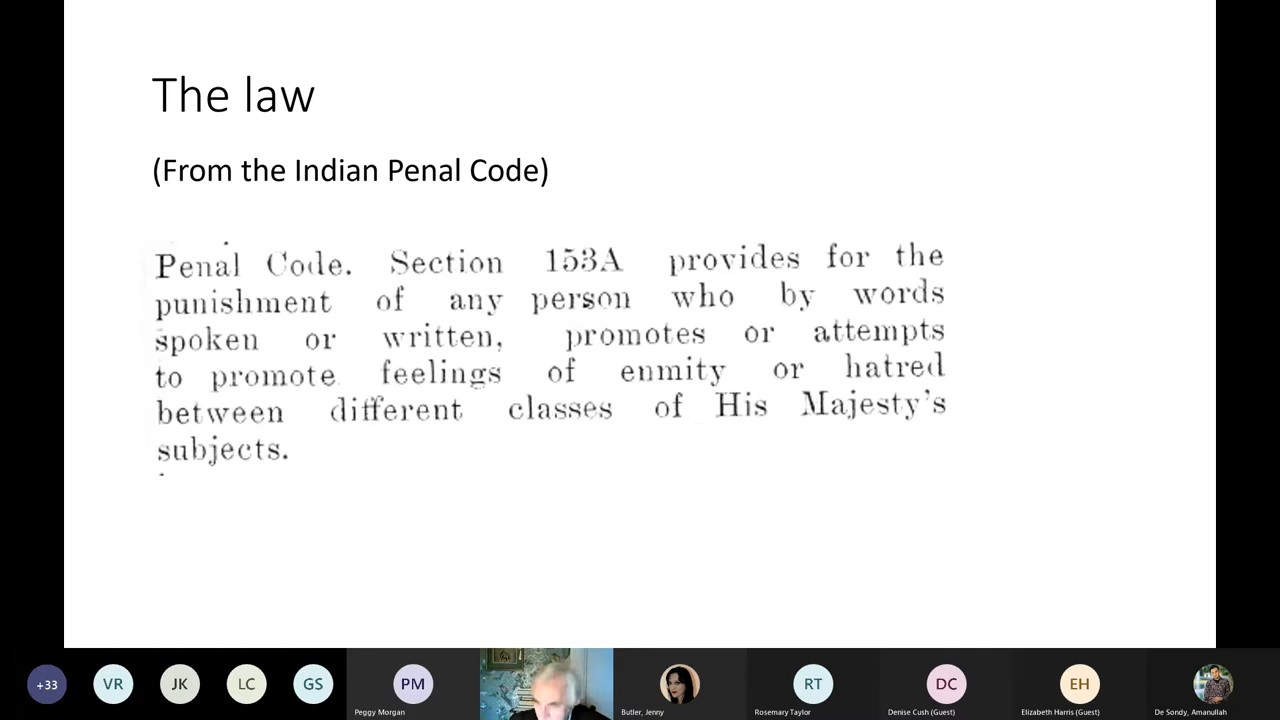 The law
(From the Indian Penal Code)
Penal Code. Section 153A provides for the
punishment of any person who by words
spoken or written, promotes or attempts
to promote feelings of enmity or hatred
between different classes of His Majesty's
subjects.
+33 VR JK LC GS PM RT DC EH
Peggy Morgan Butler, Jenny Rosemary Taylor Denise Cush (Guest) Elizabeth Harris (Guest) De Sondy, Amanullah